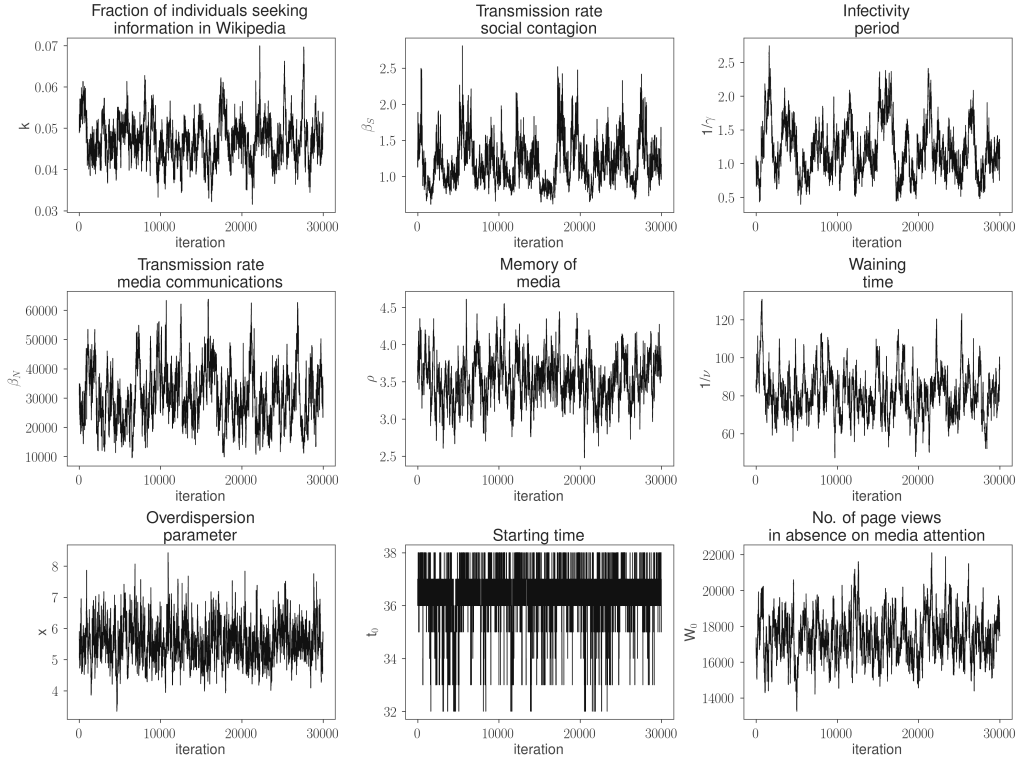 Fraction of individuals seeking
information in Wikipedia
0.07
0.06
0.05
0.04
0.03
k
0
10000
20000
30000
iteration
Transmission rate
social contagion
2.5
2.0
1.5
1.0
β_S
0
10000
20000
30000
iteration
Infectivity
period
2.5
2.0
1.5
1.0
0.5
1/γ
0
10000
20000
30000
iteration
Transmission rate
media communications
60000
50000
40000
30000
20000
10000
β_N
0
10000
20000
30000
iteration
Memory of
media
4.5
4.0
3.5
3.0
2.5
ρ
0
10000
20000
30000
iteration
Waining
time
120
100
80
60
1/ν
0
10000
20000
30000
iteration
Overdispersion
parameter
8
7
6
5
4
x
0
10000
20000
30000
iteration
Starting time
38
36
34
32
t₀
0
10000
20000
30000
iteration
No. of page views
in absence on media attention
22000
20000
18000
16000
14000
W₀
0
10000
20000
30000
iteration